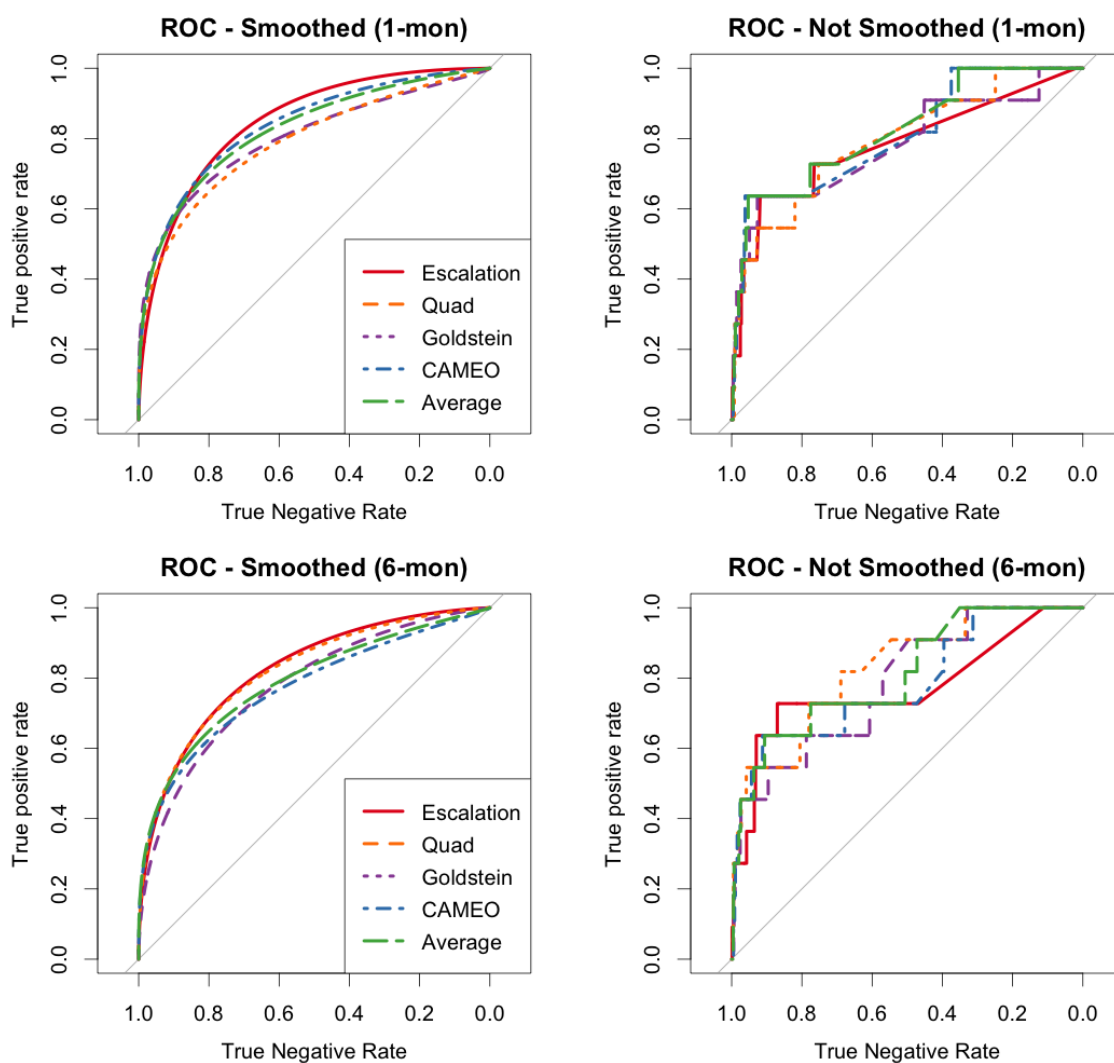 ROC - Smoothed (1-mon)
True positive rate
1.0
0.8
0.6
0.4
0.2
0.0
Escalation
Quad
Goldstein
CAMEO
Average
1.0 0.8 0.6 0.4 0.2 0.0
True Negative Rate
ROC - Not Smoothed (1-mon)
True positive rate
1.0
0.8
0.6
0.4
0.2
0.0
1.0 0.8 0.6 0.4 0.2 0.0
True Negative Rate
ROC - Smoothed (6-mon)
True positive rate
1.0
0.8
0.6
0.4
0.2
0.0
Escalation
Quad
Goldstein
CAMEO
Average
1.0 0.8 0.6 0.4 0.2 0.0
True Negative Rate
ROC - Not Smoothed (6-mon)
True positive rate
1.0
0.8
0.6
0.4
0.2
0.0
1.0 0.8 0.6 0.4 0.2 0.0
True Negative Rate